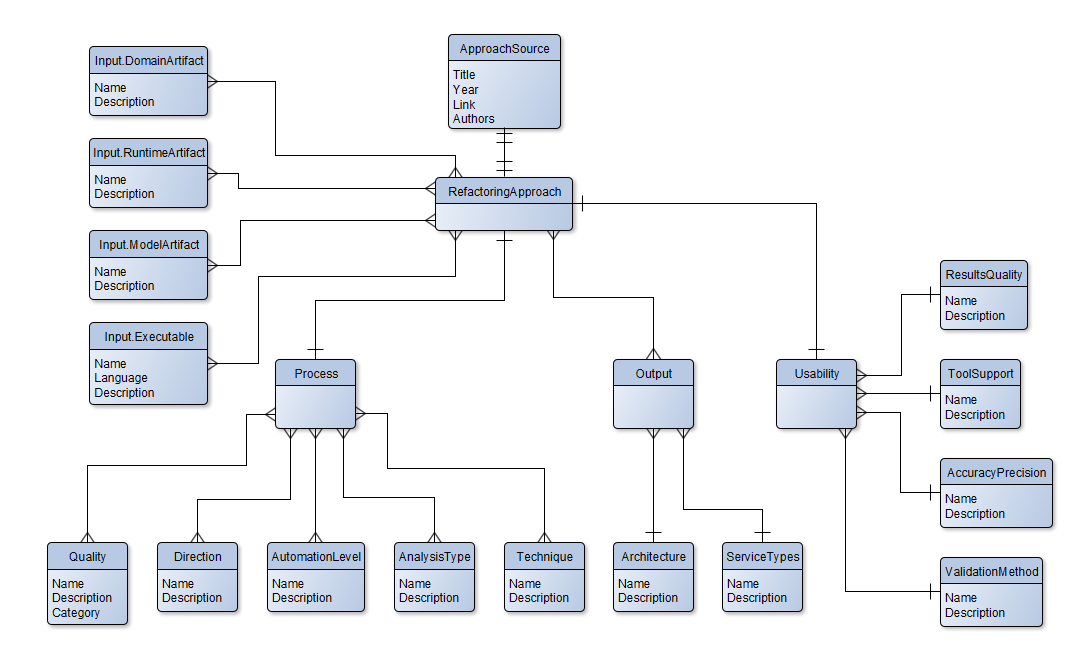 Input.DomainArtifact
Name
Description
ApproachSource
Title
Year
Link
Authors
Input.RuntimeArtifact
Name
Description
RefactoringApproach
Input.ModelArtifact
Name
Description
Input.Executable
Name
Language
Description
Process
Output
Usability
ResultsQuality
Name
Description
ToolSupport
Name
Description
AccuracyPrecision
Name
Description
ValidationMethod
Name
Description
Quality
Name
Description
Category
Direction
Name
Description
AutomationLevel
Name
Description
AnalysisType
Name
Description
Technique
Name
Description
Architecture
Name
Description
ServiceTypes
Name
Description